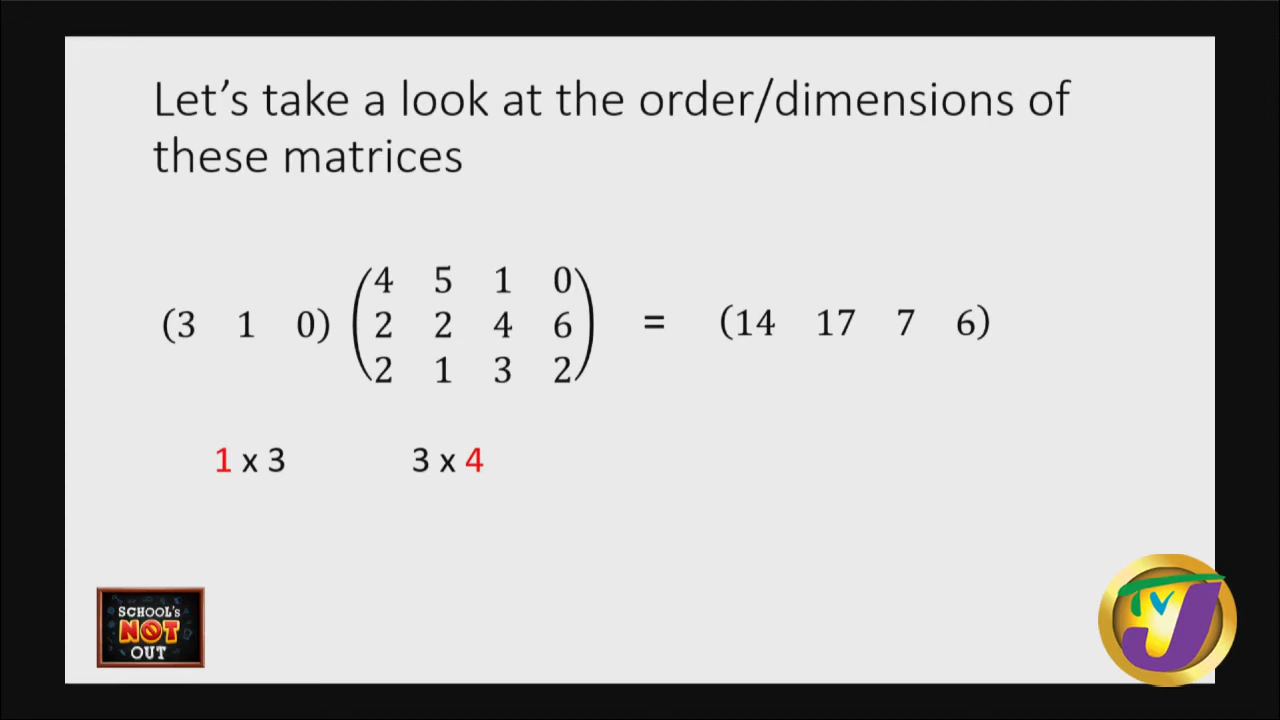 Let's take a look at the order/dimensions of
these matrices
(3 1 0) (4 5 1 0
2 2 4 6
2 1 3 2) = (14 17 7 6)
1 x 3 3 x 4
SCHOOL'S
NOT
OUT
TVJ